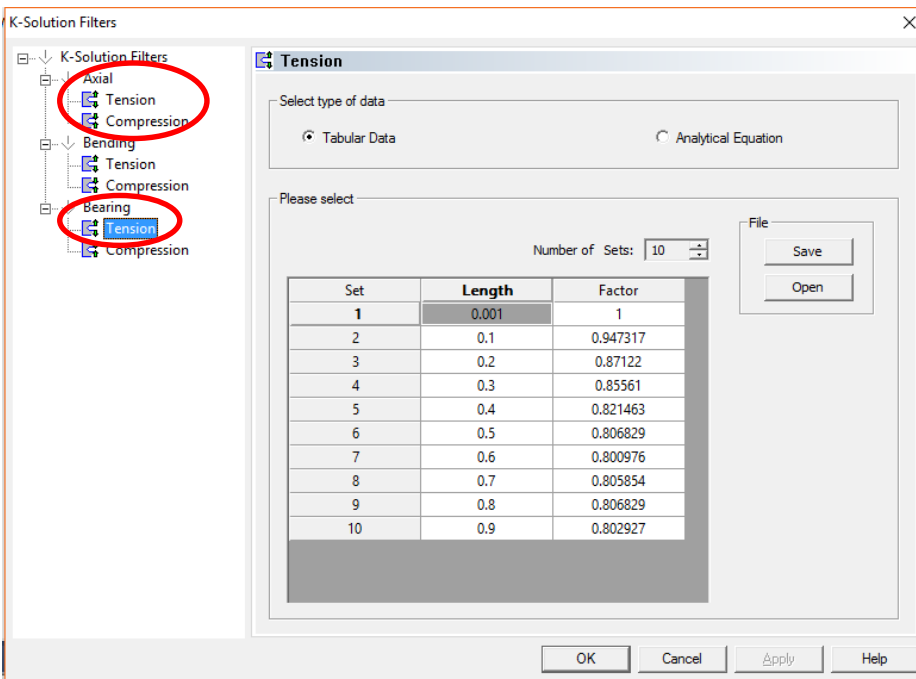 K-Solution Filters
K-Solution Filters
Axial
Tension
Compression
Bending
Tension
Compression
Bearing
Tension
Compression
Tension
Select type of data
Tabular Data Analytical Equation
Please select
Number of Sets: 10
File
Save
Open
Set Length Factor
1 0.001 1
2 0.1 0.947317
3 0.2 0.87122
4 0.3 0.85561
5 0.4 0.821463
6 0.5 0.806829
7 0.6 0.800976
8 0.7 0.805854
9 0.8 0.806829
10 0.9 0.802927
OK Cancel Apply Help